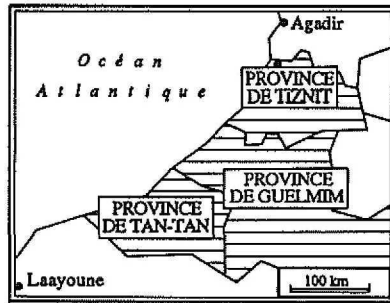 Agadir
Océan
Atlantique
PROVINCE
DE TIZNIT
PROVINCE
DE GUELMIM
PROVINCE
DE TAN-TAN
Laayoune
100 km